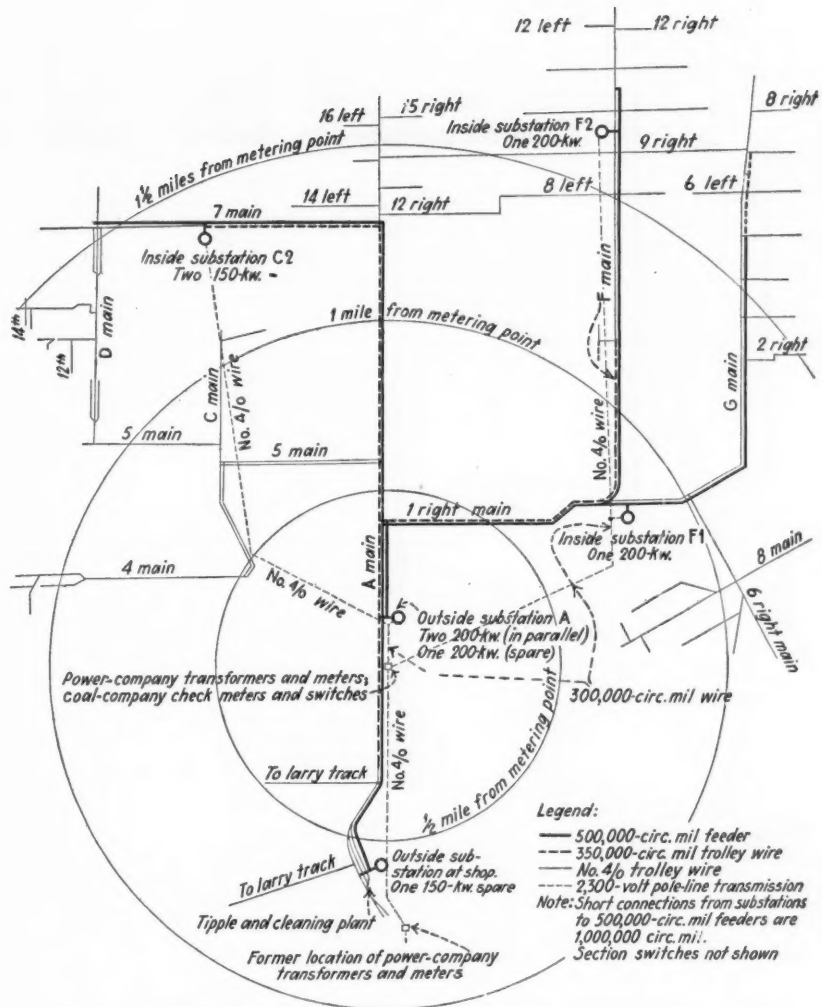 12 left
12 right
16 left
15 right
8 right
Inside substation F2
One 200-kw.
9 right
1½ miles from metering point
14 left
12 right
8 left
6 left
7 main
Inside substation C2
Two 150-kw.
F main
1 mile from metering point
14th
12th
D main
C main
No. 4/0 wire
2 right
G main
5 main
5 main
No. 4/0 wire
A main
1 right main
Inside substation F1
One 200-kw.
8 main
4 main
No. 4/0 wire
6 right main
Outside substation A
Two 200-kw. (in parallel)
One 200-kw. (spare)
Power-company transformers and meters;
coal-company check meters and switches
300,000-circ. mil wire
To larry track
No. 4/0 wire
½ mile from metering point
Legend:
500,000-circ. mil feeder
350,000-circ. mil trolley wire
No. 4/0 trolley wire
2,300-volt pole-line transmission
Note: Short connections from substations
to 500,000-circ. mil feeders are
1,000,000 circ. mil.
Section switches not shown
To larry track
Outside sub-
station at shop.
One 150-kw. spare
Tipple and cleaning plant
Former location of power-company
transformers and meters